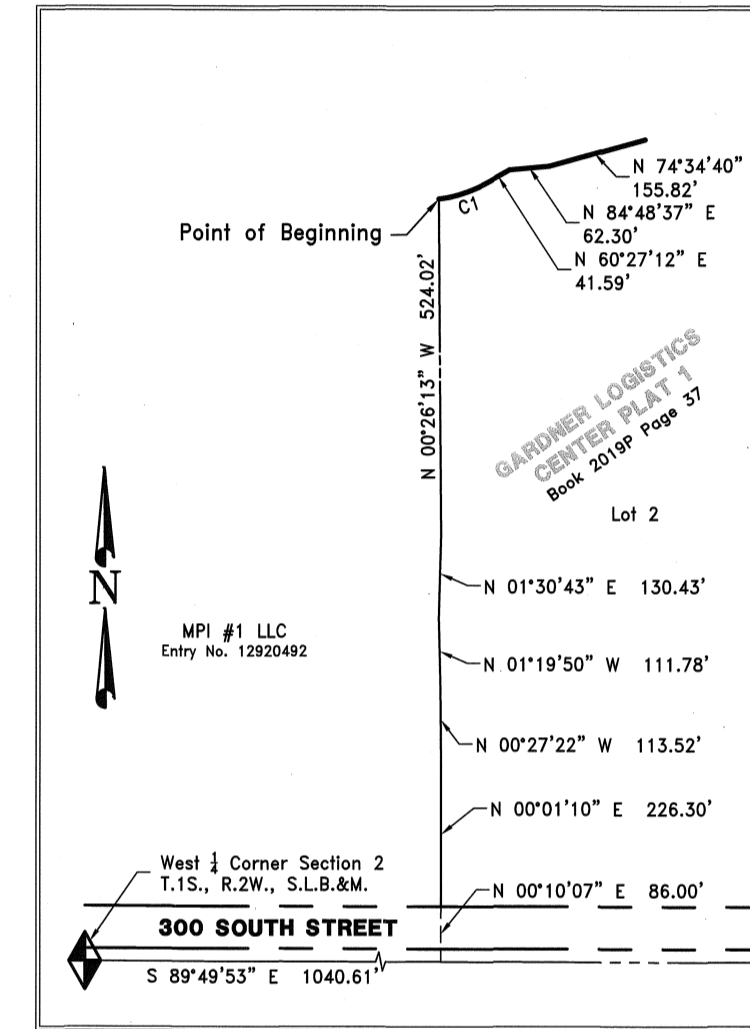 N 74°34'40"
155.82'
N 84°48'37" E
62.30'
N 60°27'12" E
41.59'
C1
Point of Beginning
N 00°26'13" W 524.02'
GARDNER LOGISTICS
CENTER PLAT 1
Book 2019P Page 37
Lot 2
N
MPI #1 LLC
Entry No. 12920492
N 01°30'43" E 130.43'
N 01°19'50" W 111.78'
N 00°27'22" W 113.52'
N 00°01'10" E 226.30'
West 1/4 Corner Section 2
T.1S., R.2W., S.L.B.&M.
N 00°10'07" E 86.00'
300 SOUTH STREET
S 89°49'53" E 1040.61'